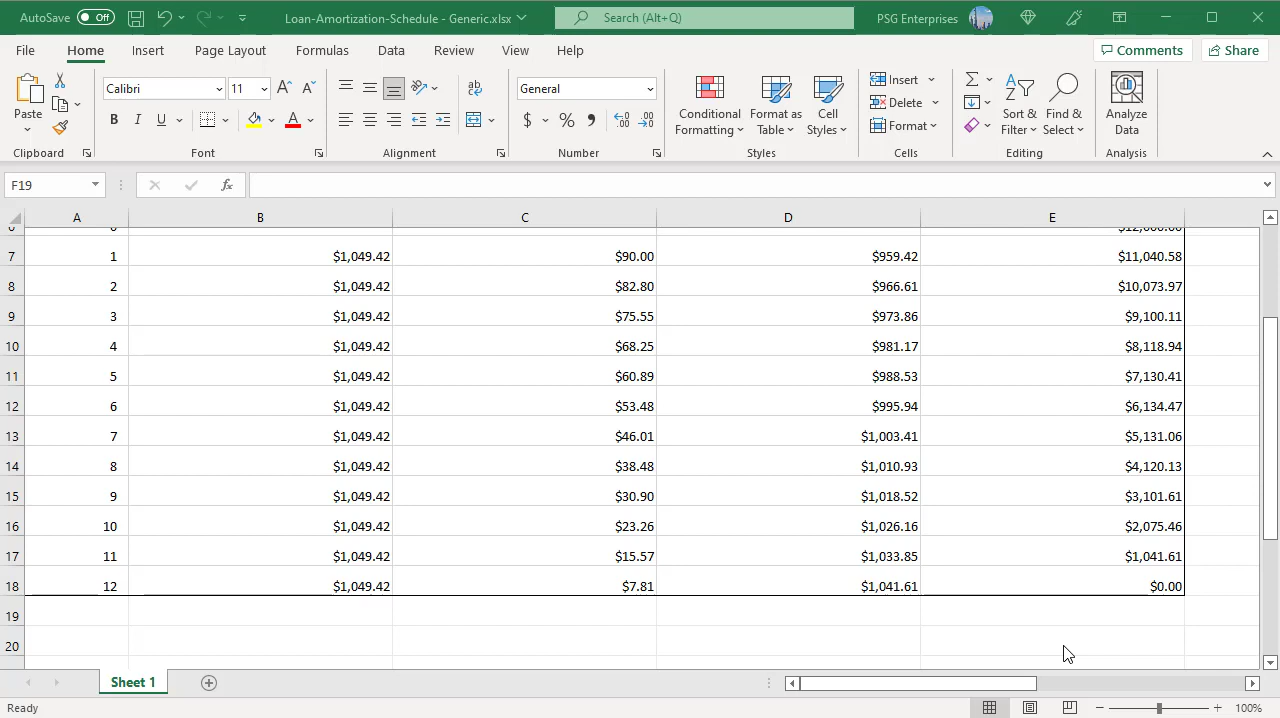 AutoSave Off Loan-Amortization-Schedule - Generic.xlsx Search (Alt+Q) PSG Enterprises
File Home Insert Page Layout Formulas Data Review View Help Comments Share
Paste
Clipboard
Calibri 11
B I U A
Font
ab
Alignment
General
$ % 9
Number
Conditional Formatting
Format as Table
Cell Styles
Styles
Insert
Delete
Format
Cells
Sort & Filter
Find & Select
Editing
Analyze Data
Analysis
F19 fx
A B C D E
6 0 $12,000.00
7 1 $1,049.42 $90.00 $959.42 $11,040.58
8 2 $1,049.42 $82.80 $966.61 $10,073.97
9 3 $1,049.42 $75.55 $973.86 $9,100.11
10 4 $1,049.42 $68.25 $981.17 $8,118.94
11 5 $1,049.42 $60.89 $988.53 $7,130.41
12 6 $1,049.42 $53.48 $995.94 $6,134.47
13 7 $1,049.42 $46.01 $1,003.41 $5,131.06
14 8 $1,049.42 $38.48 $1,010.93 $4,120.13
15 9 $1,049.42 $30.90 $1,018.52 $3,101.61
16 10 $1,049.42 $23.26 $1,026.16 $2,075.46
17 11 $1,049.42 $15.57 $1,033.85 $1,041.61
18 12 $1,049.42 $7.81 $1,041.61 $0.00
19
20
Sheet 1
Ready 100%